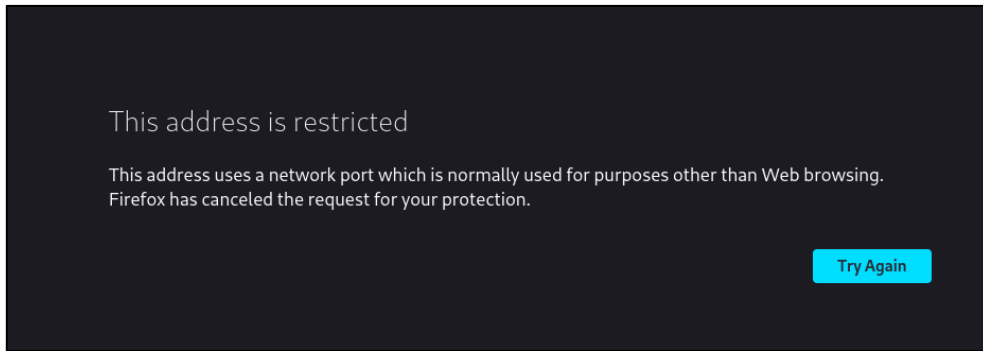 This address is restricted
This address uses a network port which is normally used for purposes other than Web browsing.
Firefox has canceled the request for your protection.
Try Again